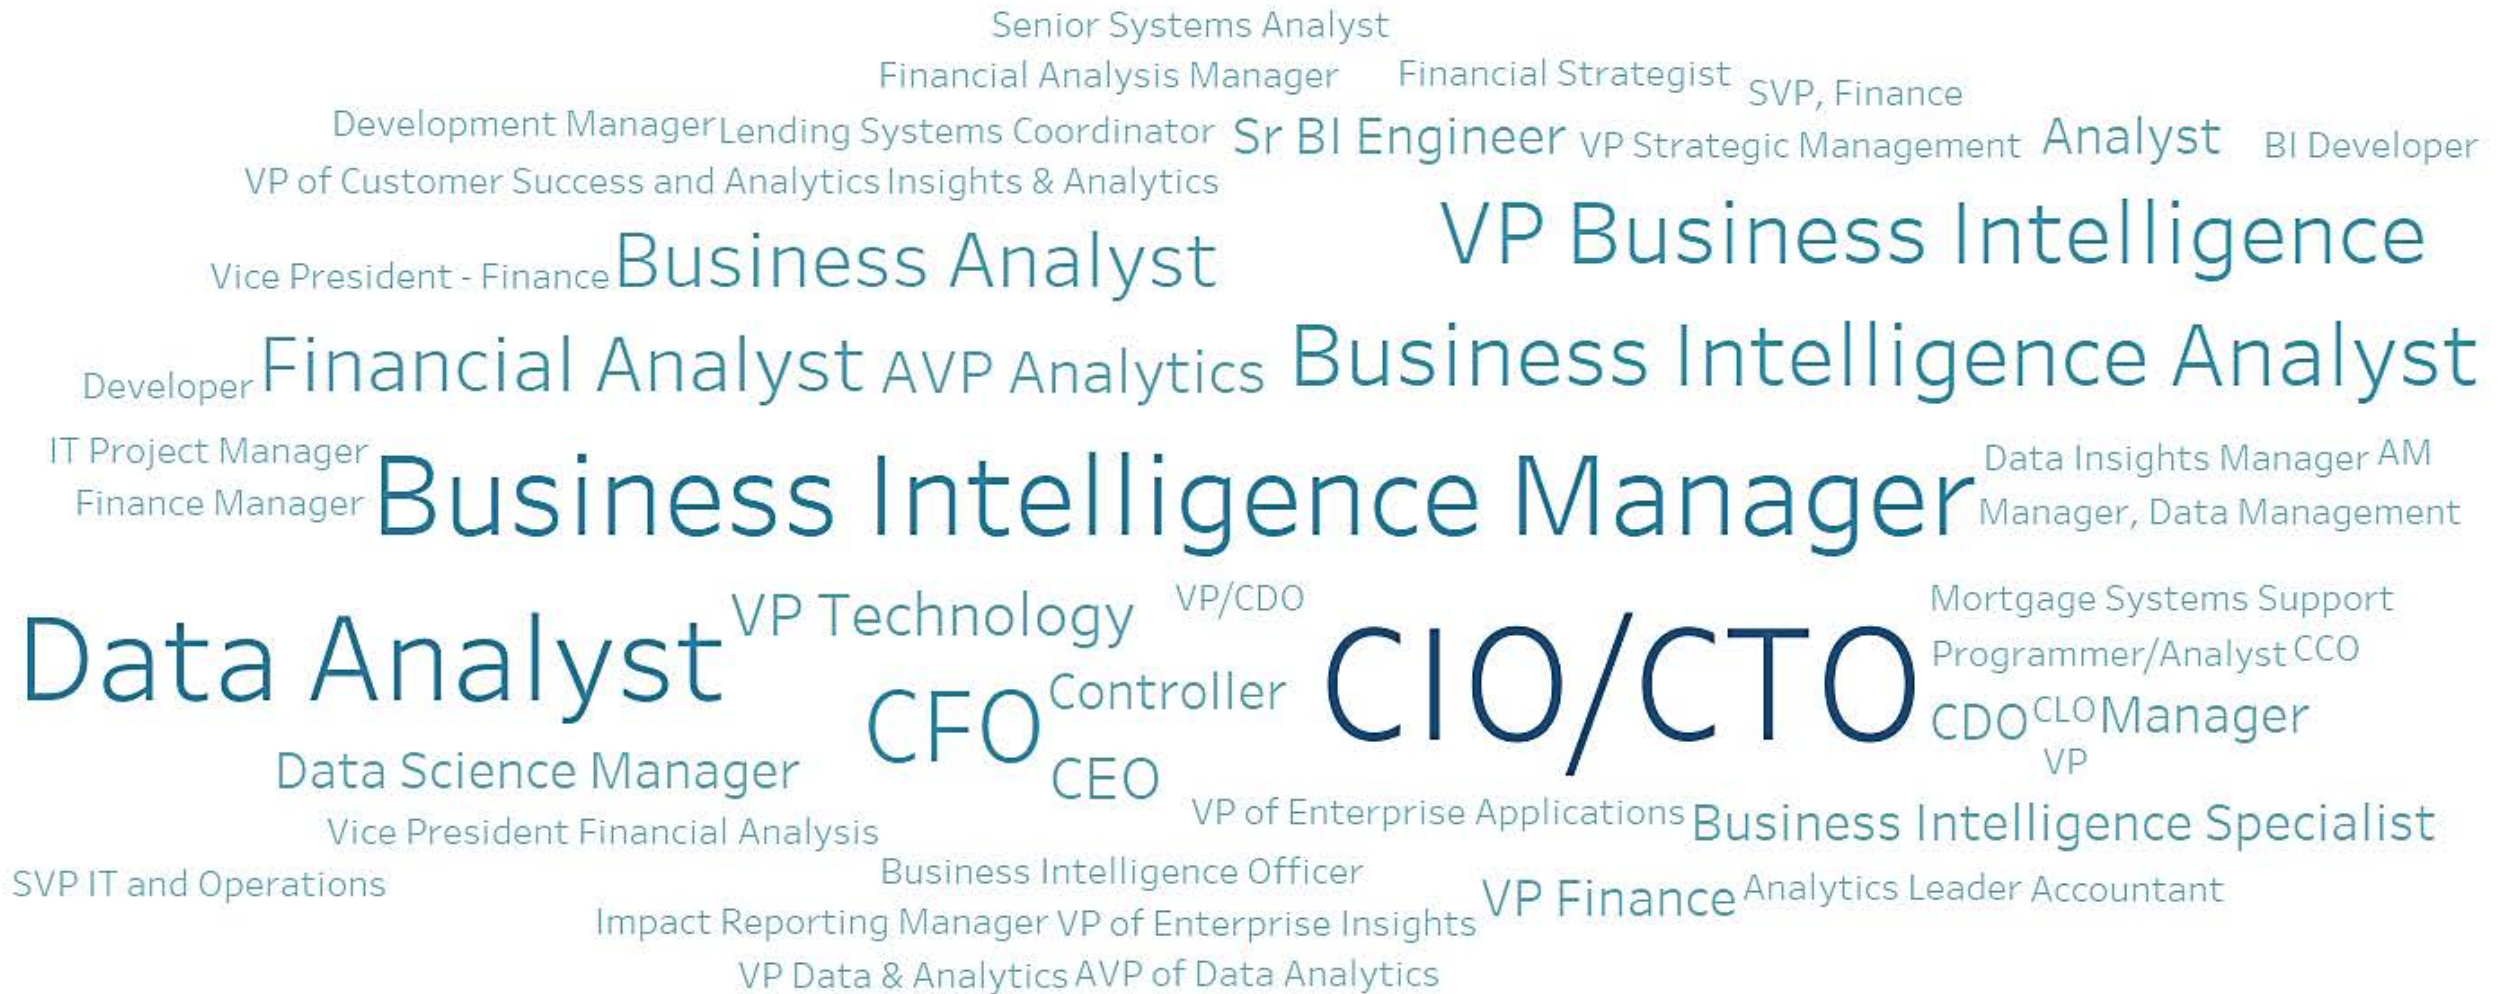 Senior Systems Analyst
Financial Analysis Manager
Financial Strategist
SVP, Finance
Development Manager
Lending Systems Coordinator
Sr BI Engineer
VP Strategic Management
Analyst
BI Developer
VP of Customer Success and Analytics
Insights & Analytics
VP Business Intelligence
Vice President - Finance
Business Analyst
Developer
Financial Analyst
AVP Analytics
Business Intelligence Analyst
IT Project Manager
Finance Manager
Business Intelligence Manager
Data Insights Manager
AM
Manager, Data Management
Data Analyst
VP Technology
VP/CDO
CFO
Controller
CEO
CIO/CTO
Mortgage Systems Support
Programmer/Analyst
CCO
CDO
CLO
Manager
VP
Data Science Manager
VP of Enterprise Applications
Business Intelligence Specialist
Vice President Financial Analysis
Business Intelligence Officer
SVP IT and Operations
VP Finance
Analytics Leader
Accountant
Impact Reporting Manager
VP of Enterprise Insights
VP Data & Analytics
AVP of Data Analytics